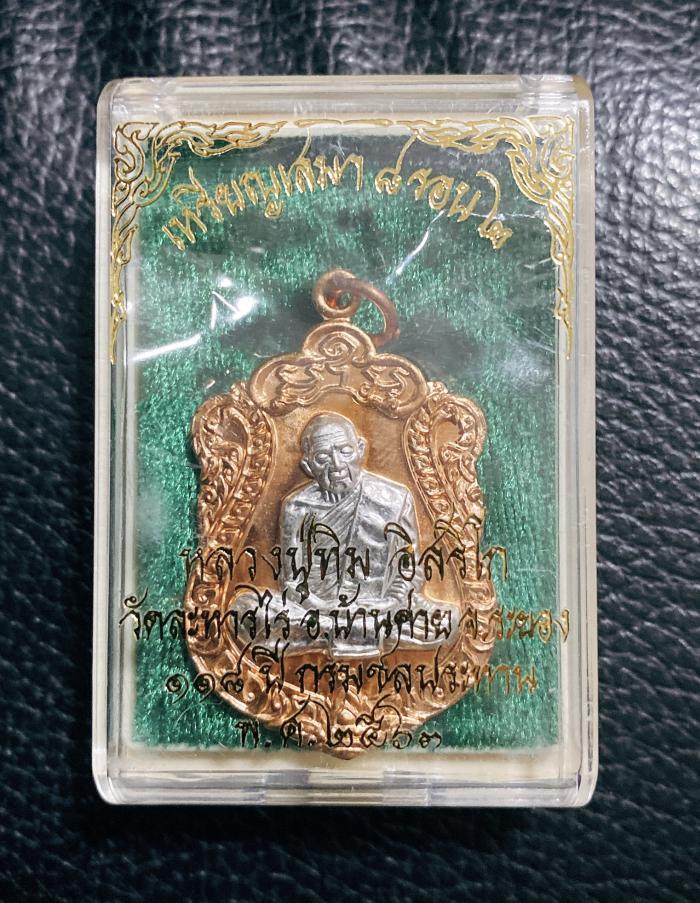 เหรียญเสมา ๘ รอบ ๒
หลวงปู่ทิม อิสริโก
วัดละหารไร่ อ.บ้านค่าย จ.ระยอง
๑๑๘ ปี กรมชลประทาน
พ.ศ.๒๕๖๓